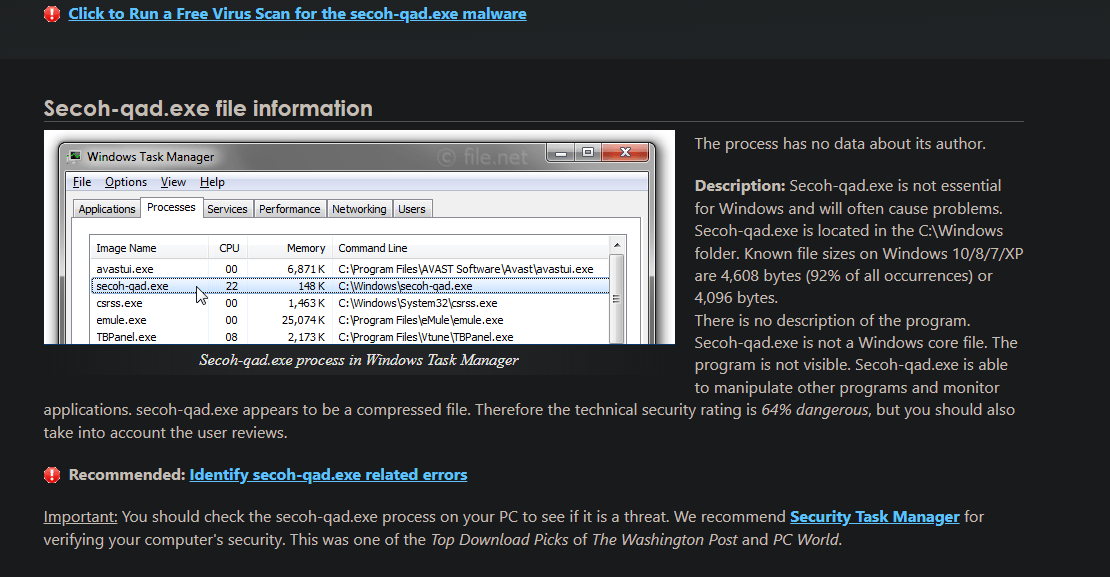 Click to Run a Free Virus Scan for the secoh-qad.exe malware
Secoh-qad.exe file information
Windows Task Manager
© file.net
File Options View Help
Applications Processes Services Performance Networking Users
Image Name CPU Memory Command Line
avastui.exe 00 6,871 K C:\Program Files\AVAST Software\Avast\avastui.exe
secoh-qad.exe 22 148 K C:\Windows\secoh-qad.exe
csrss.exe 00 1,463 K C:\Windows\System32\csrss.exe
emule.exe 00 25,074 K C:\Program Files\eMule\emule.exe
TBPanel.exe 08 2,173 K C:\Program Files\Vtune\TBPanel.exe
Secoh-qad.exe process in Windows Task Manager
The process has no data about its author.
Description: Secoh-qad.exe is not essential
for Windows and will often cause problems.
Secoh-qad.exe is located in the C:\Windows
folder. Known file sizes on Windows 10/8/7/XP
are 4,608 bytes (92% of all occurrences) or
4,096 bytes.
There is no description of the program.
Secoh-qad.exe is not a Windows core file. The
program is not visible. Secoh-qad.exe is able
to manipulate other programs and monitor
applications. secoh-qad.exe appears to be a compressed file. Therefore the technical security rating is 64% dangerous, but you should also
take into account the user reviews.
Recommended: Identify secoh-qad.exe related errors
Important: You should check the secoh-qad.exe process on your PC to see if it is a threat. We recommend Security Task Manager for
verifying your computer's security. This was one of the Top Download Picks of The Washington Post and PC World.